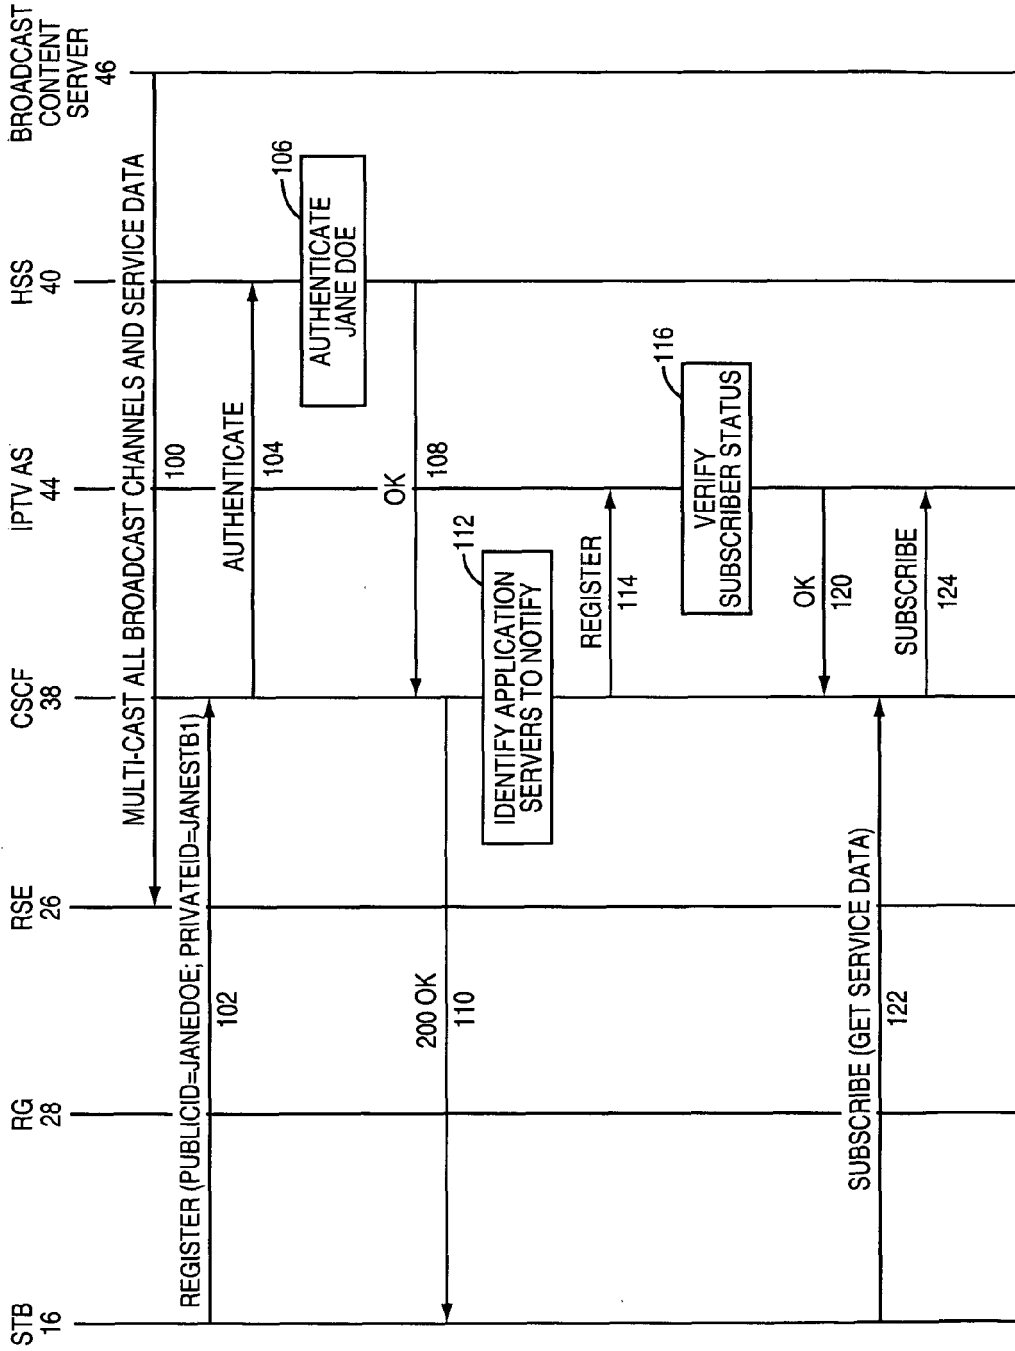 STB
16
RG
28
RSE
26
CSCF
38
IPTV AS
44
HSS
40
BROADCAST
CONTENT
SERVER
46
MULTI-CAST ALL BROADCAST CHANNELS AND SERVICE DATA
100
REGISTER (PUBLICID=JANEDOE; PRIVATEID=JANESTB1)
102
AUTHENTICATE
104
AUTHENTICATE
JANE DOE
106
OK
108
200 OK
110
IDENTIFY APPLICATION
SERVERS TO NOTIFY
112
REGISTER
114
VERIFY
SUBSCRIBER STATUS
116
OK
120
SUBSCRIBE (GET SERVICE DATA)
122
SUBSCRIBE
124